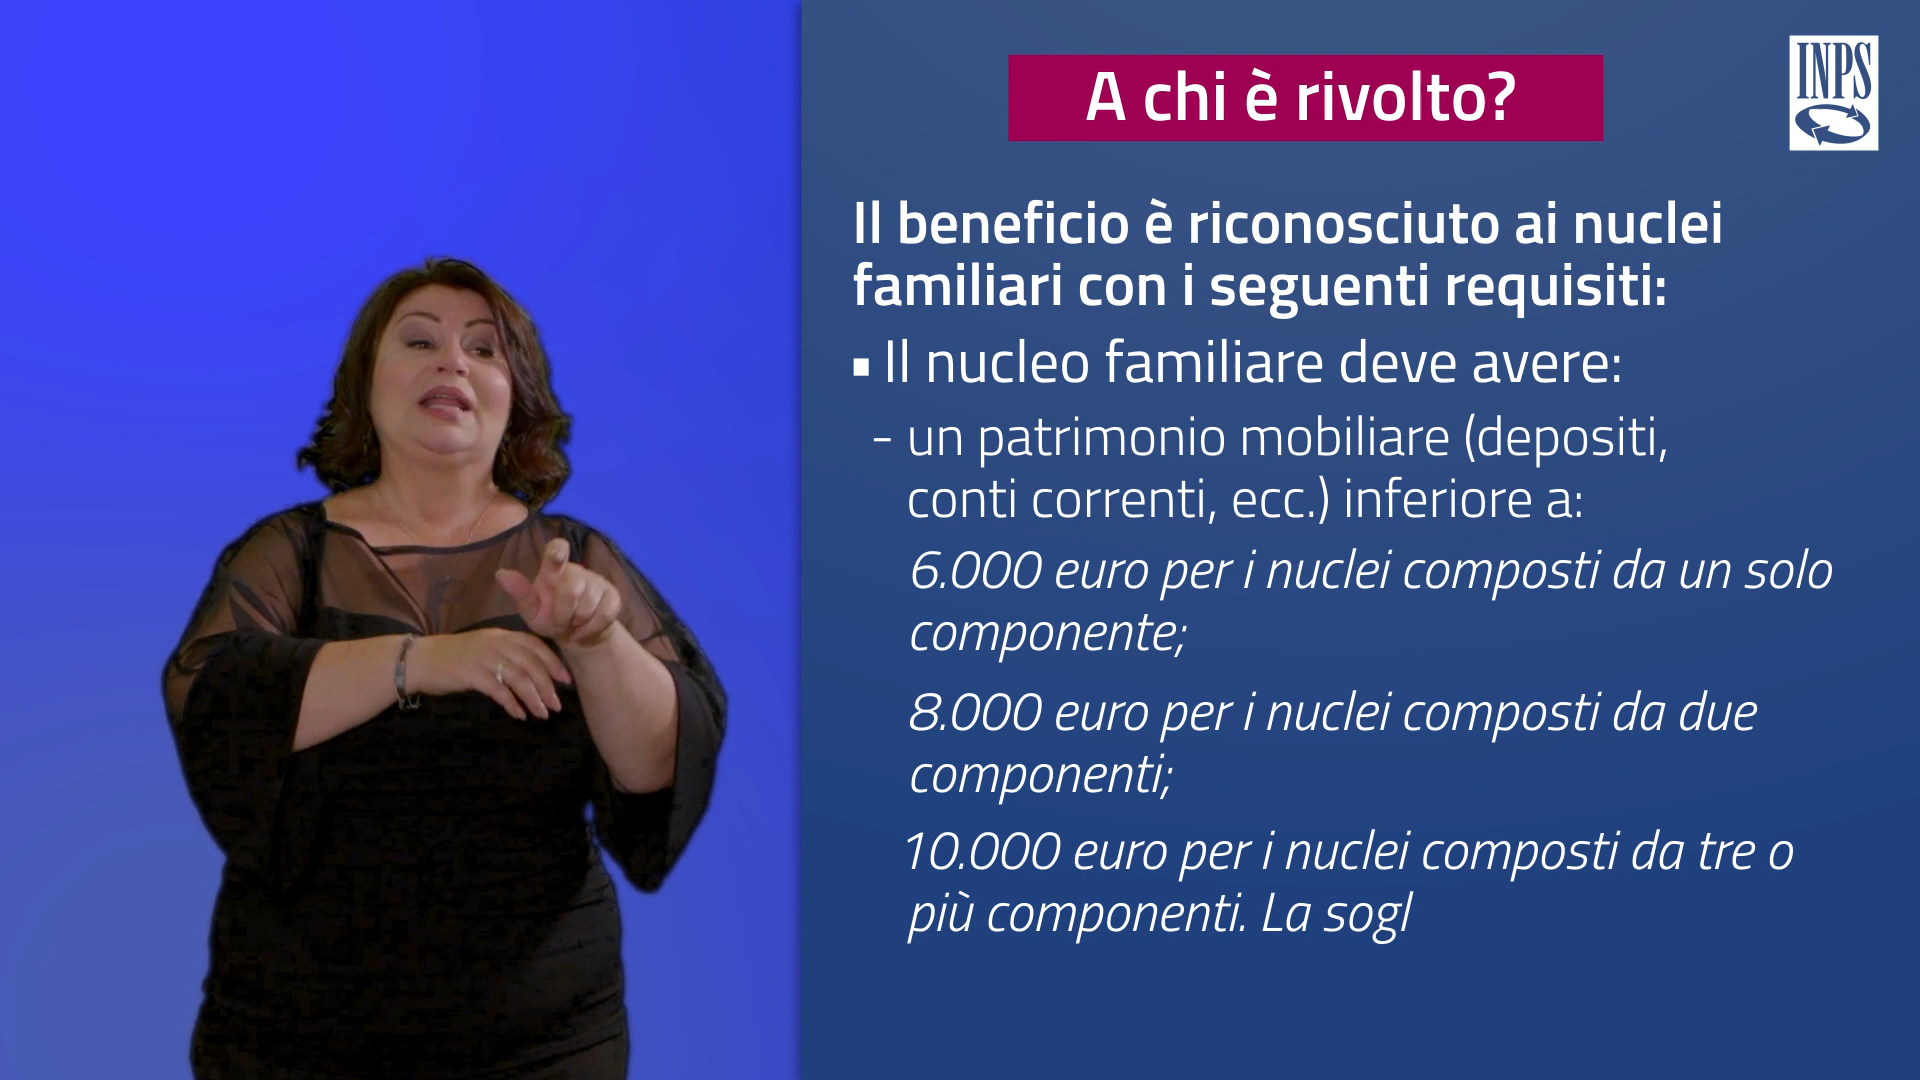 A chi è rivolto?
INPS
Il beneficio è riconosciuto ai nuclei
familiari con i seguenti requisiti:
▪ Il nucleo familiare deve avere:
- un patrimonio mobiliare (depositi,
conti correnti, ecc.) inferiore a:
6.000 euro per i nuclei composti da un solo
componente;
8.000 euro per i nuclei composti da due
componenti;
10.000 euro per i nuclei composti da tre o
più componenti. La sogl